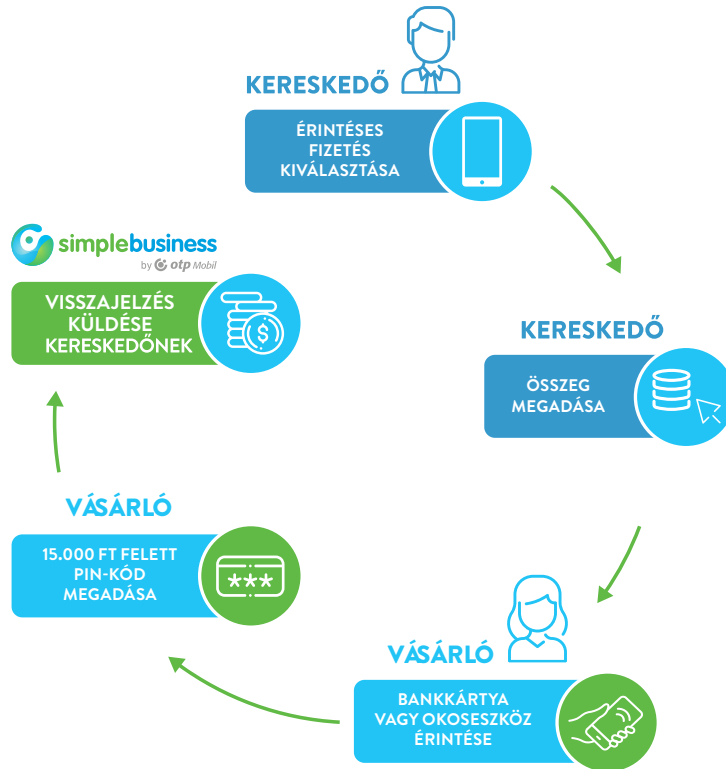 KERESKEDŐ
ÉRINTÉSES
FIZETÉS
KIVÁLASZTÁSA
KERESKEDŐ
ÖSSZEG
MEGADÁSA
VÁSÁRLÓ
BANKKÁRTYA
VAGY OKOSESZKÖZ
ÉRINTÉSE
VÁSÁRLÓ
15.000 FT FELETT
PIN-KÓD
MEGADÁSA
***
simplebusiness
by otp Mobil
VISSZAJELZÉS
KÜLDÉSE
KERESKEDŐNEK
$